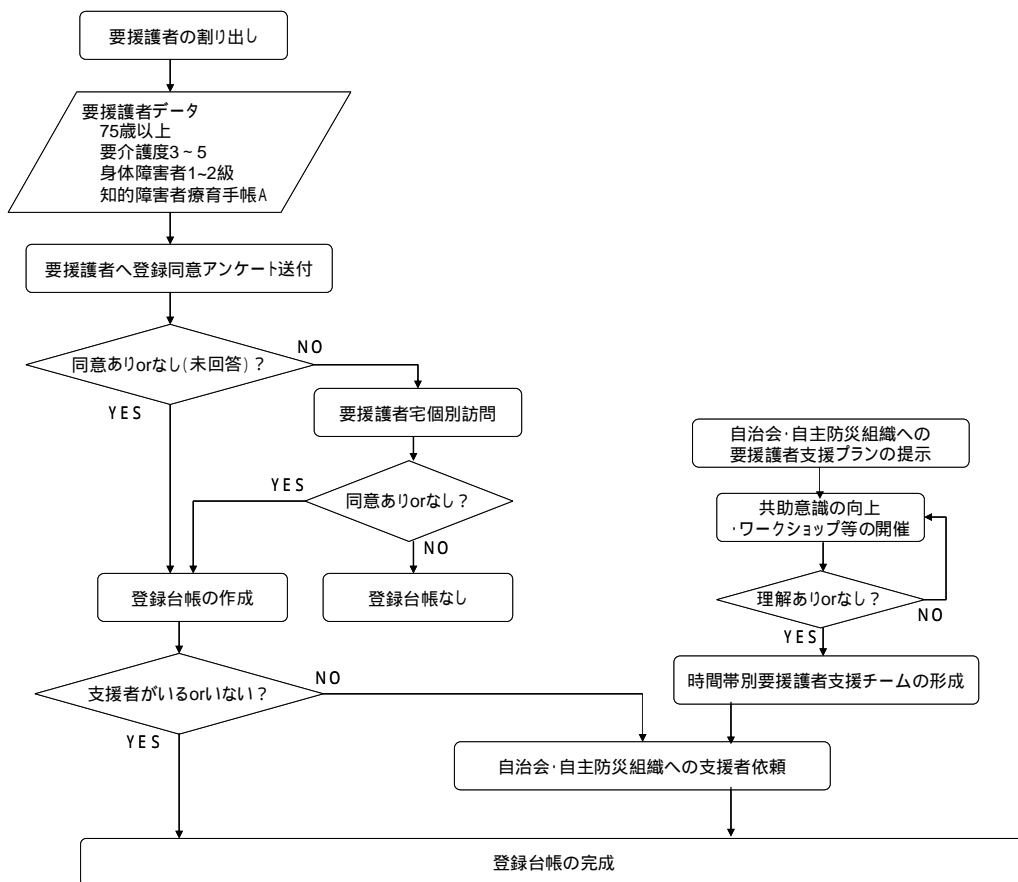 要援護者の割り出し
要援護者データ
75歳以上
要介護度3~5
身体障害者1~2級
知的障害者療育手帳A
要援護者へ登録同意アンケート送付
同意ありorなし(未回答)?
NO
YES
要援護者宅個別訪問
同意ありorなし?
YES
NO
登録台帳の作成
登録台帳なし
支援者がいるorいない?
NO
YES
自治会・自主防災組織への
要援護者支援プランの提示
共助意識の向上
・ワークショップ等の開催
理解ありorなし?
NO
YES
時間帯別要援護者支援チームの形成
自治会・自主防災組織への支援者依頼
登録台帳の完成